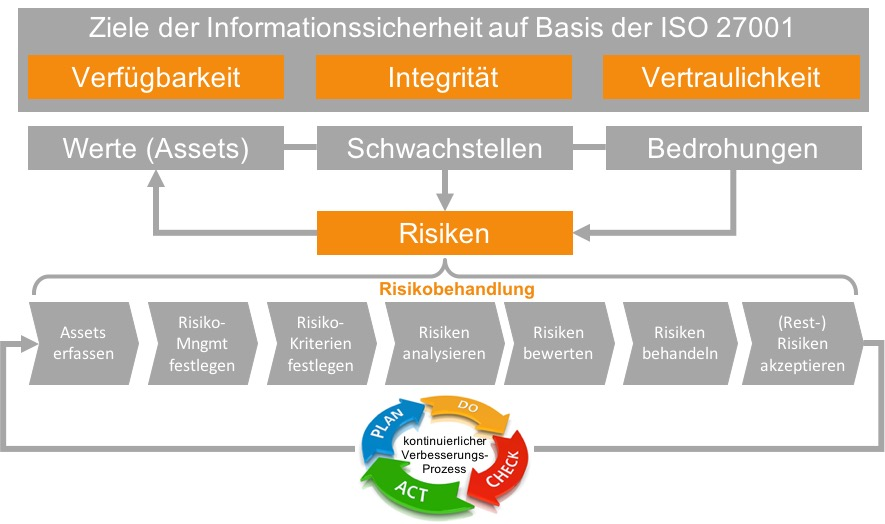 Ziele der Informationssicherheit auf Basis der ISO 27001
Verfügbarkeit
Integrität
Vertraulichkeit
Werte (Assets)
Schwachstellen
Bedrohungen
Risiken
Risikobehandlung
Assets
erfassen
Risiko-
Mngmt
festlegen
Risiko-
Kriterien
festlegen
Risiken
analysieren
Risiken
bewerten
Risiken
behandeln
(Rest-)
Risiken
akzeptieren
PLAN
DO
CHECK
ACT
kontinuierlicher
Verbesserungs-
Prozess